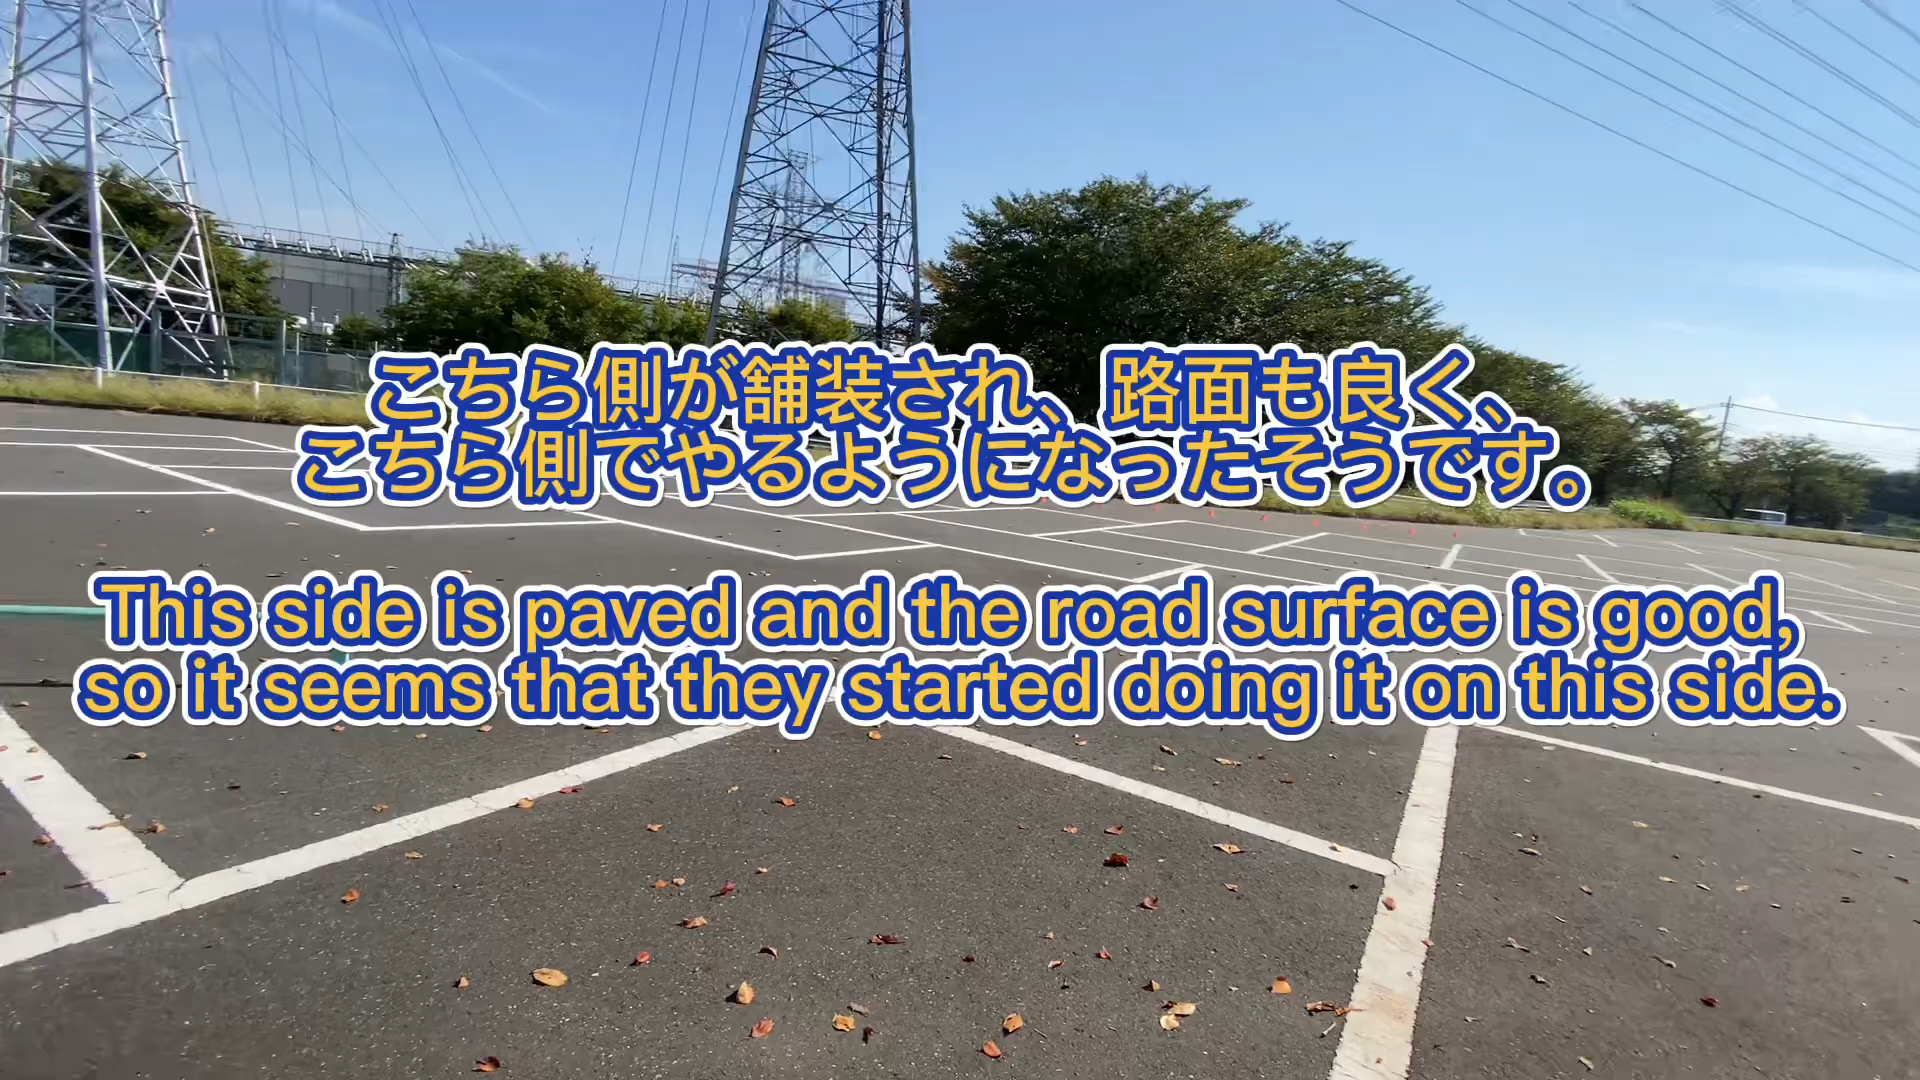 こちら側が舗装され、路面も良く、
こちら側でやるようになったそうです。
This side is paved and the road surface is good,
so it seems that they started doing it on this side.